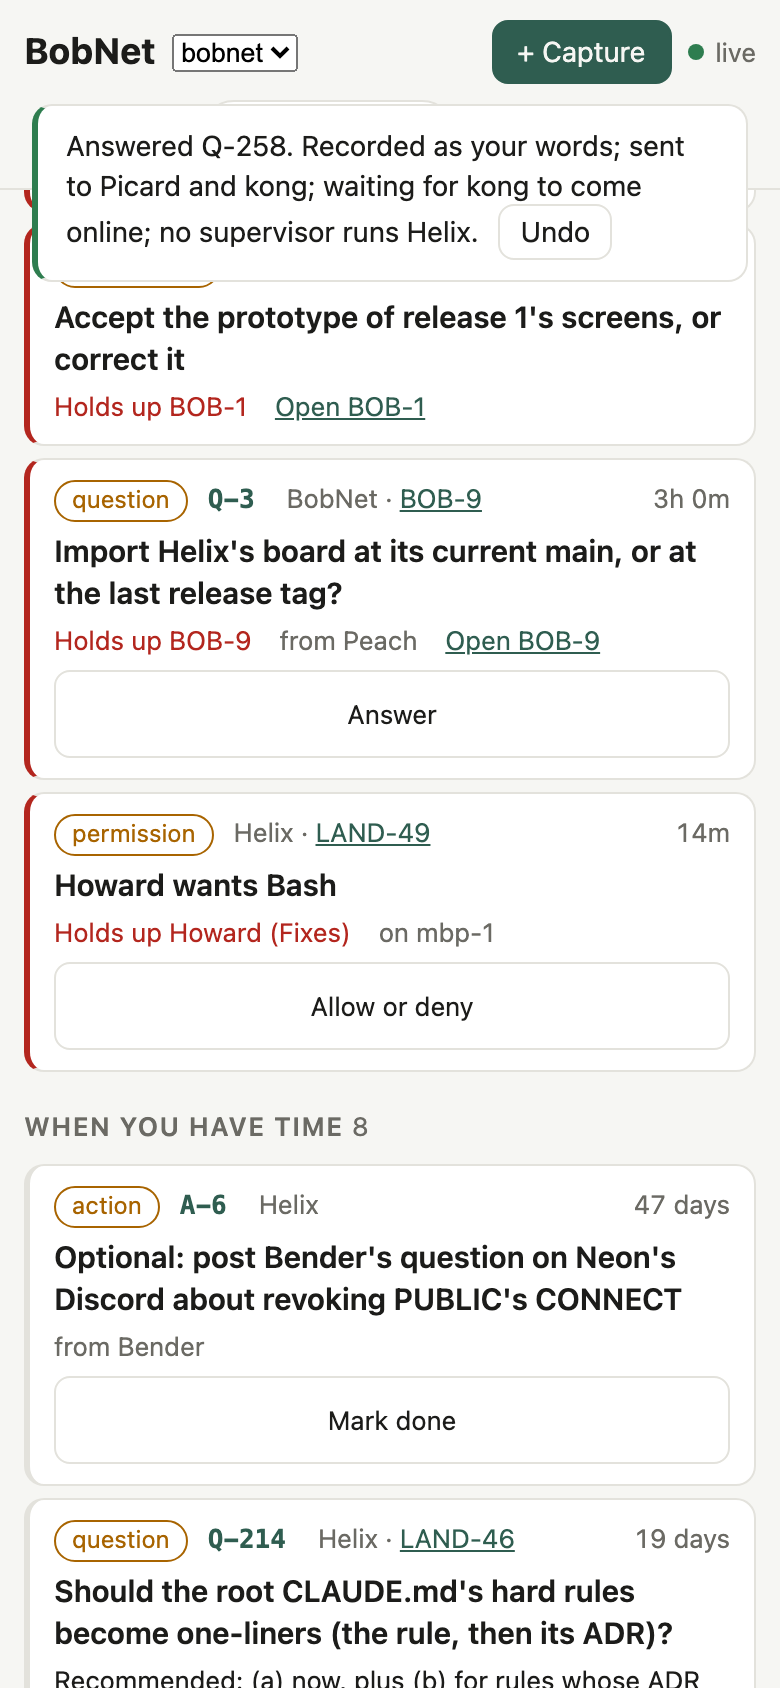 BobNet bobnet + Capture live
Answered Q-258. Recorded as your words; sent
to Picard and kong; waiting for kong to come
online; no supervisor runs Helix. Undo
Accept the prototype of release 1's screens, or
correct it
Holds up BOB-1 Open BOB-1
question Q-3 BobNet · BOB-9 3h 0m
Import Helix's board at its current main, or at
the last release tag?
Holds up BOB-9 from Peach Open BOB-9
Answer
permission Helix · LAND-49 14m
Howard wants Bash
Holds up Howard (Fixes) on mbp-1
Allow or deny
WHEN YOU HAVE TIME 8
action A-6 Helix 47 days
Optional: post Bender's question on Neon's
Discord about revoking PUBLIC's CONNECT
from Bender
Mark done
question Q-214 Helix · LAND-46 19 days
Should the root CLAUDE.md's hard rules
become one-liners (the rule, then its ADR)?
Recommended: (a) now, plus (b) for rules whose ADR